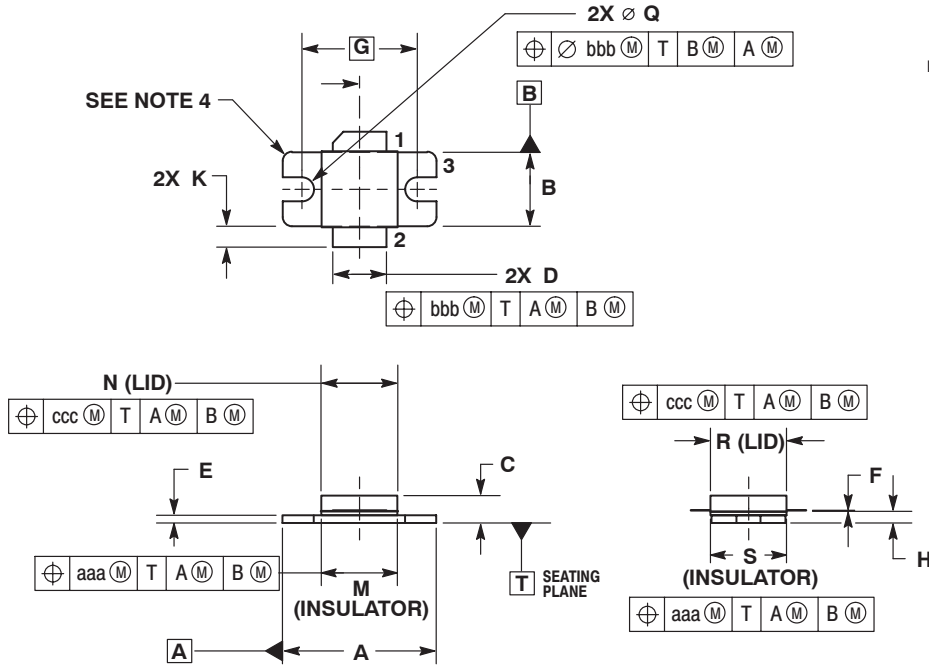 2X ⌀ Q
⌖ ⌀ bbb Ⓜ T B Ⓜ A Ⓜ
G
B
SEE NOTE 4
1
3
2X K
B
2
2X D
⌖ bbb Ⓜ T A Ⓜ B Ⓜ
N (LID)
⌖ ccc Ⓜ T A Ⓜ B Ⓜ
⌖ ccc Ⓜ T A Ⓜ B Ⓜ
R (LID)
E
C
F
H
⌖ aaa Ⓜ T A Ⓜ B Ⓜ
M
(INSULATOR)
T SEATING
PLANE
S
(INSULATOR)
⌖ aaa Ⓜ T A Ⓜ B Ⓜ
A
A